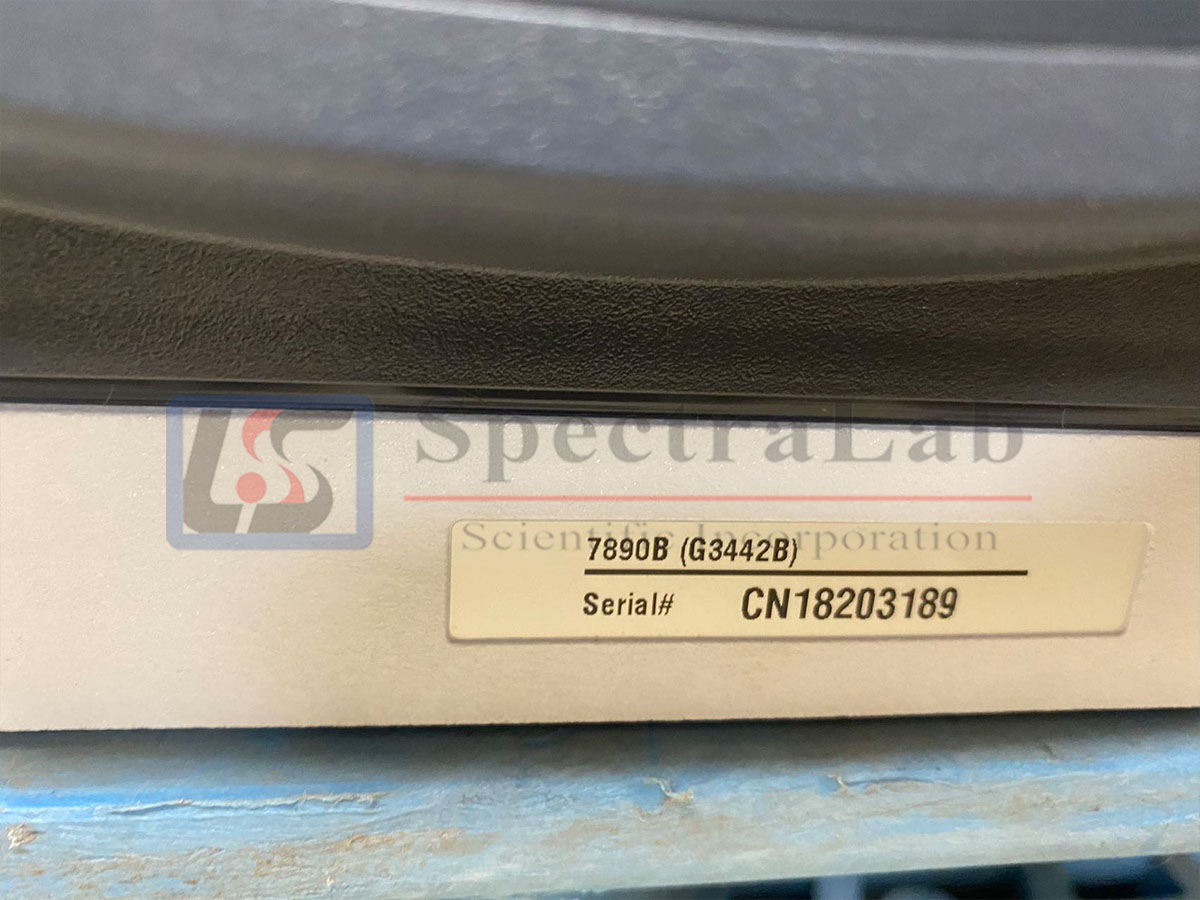 SpectraLab
Scientific Incorporation
7890B (G3442B)
Serial# CN18203189